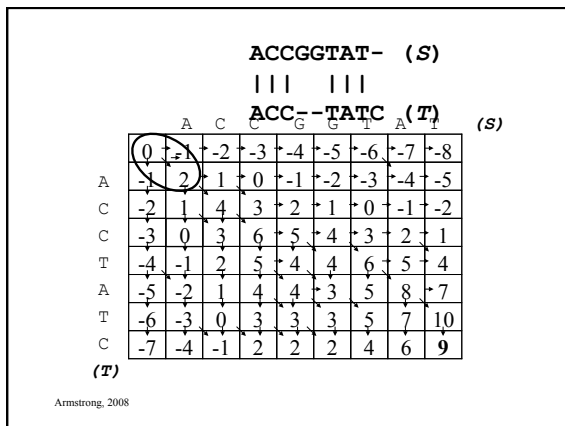 ACCGGTAT- (S)
||| |||
ACC--TATC (T)
A C C G G T A T (S)
0 -1 -2 -3 -4 -5 -6 -7 -8
A -1 2 1 0 -1 -2 -3 -4 -5
C -2 1 4 3 2 1 0 -1 -2
C -3 0 3 6 5 4 3 2 1
T -4 -1 2 5 4 4 6 5 4
A -5 -2 1 4 4 3 5 8 7
T -6 -3 0 3 3 3 5 7 10
C -7 -4 -1 2 2 2 4 6 9
(T)
Armstrong, 2008